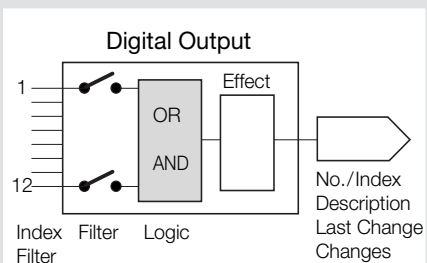 Digital Output
Effect
1
OR
AND
12
No./Index
Description
Last Change
Changes
Index Filter Logic
Filter